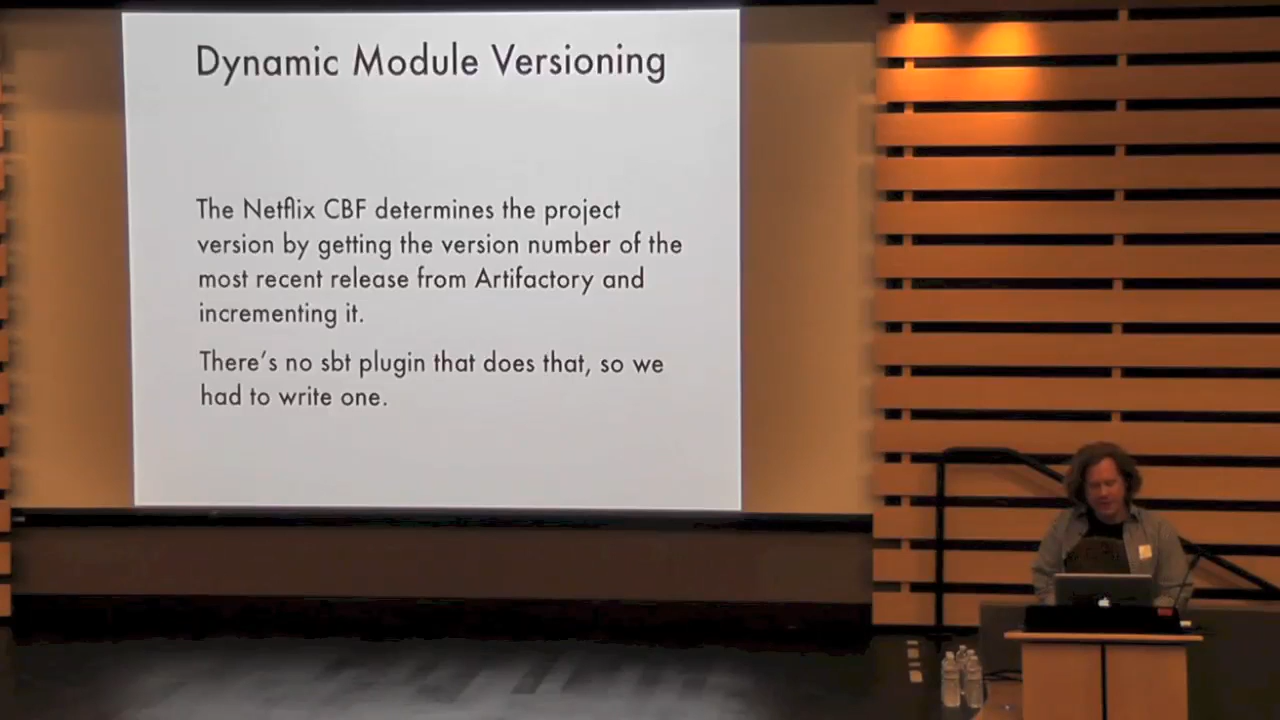 Dynamic Module Versioning
The Netflix CBF determines the project
version by getting the version number of the
most recent release from Artifactory and
incrementing it.
There's no sbt plugin that does that, so we
had to write one.